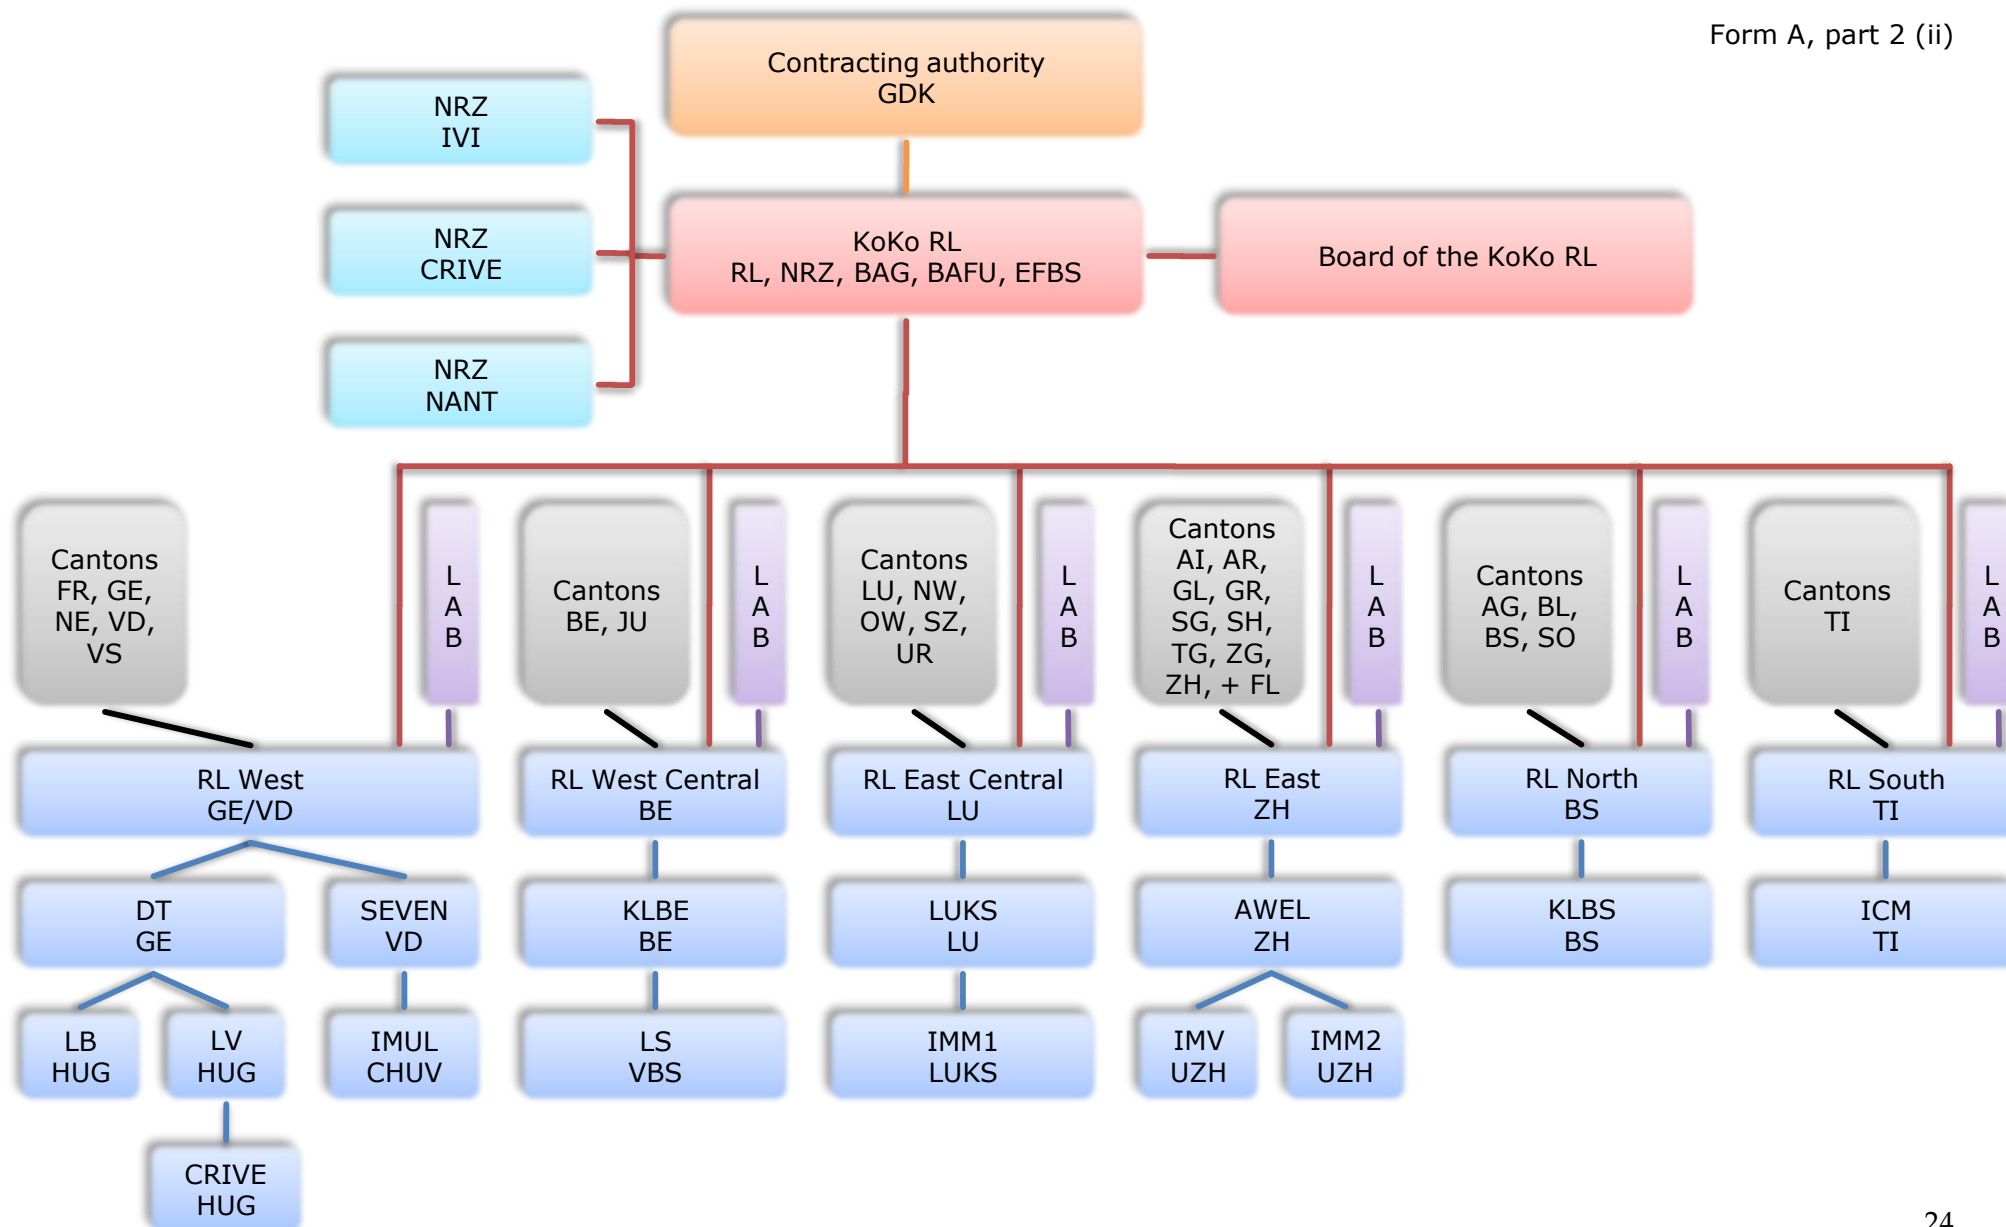 Form A, part 2 (ii)
Contracting authority
GDK
NRZ
IVI
NRZ
CRIVE
NRZ
NANT
KoKo RL
RL, NRZ, BAG, BAFU, EFBS
Board of the KoKo RL
Cantons
FR, GE,
NE, VD,
VS
L
A
B
Cantons
BE, JU
L
A
B
Cantons
LU, NW,
OW, SZ,
UR
L
A
B
Cantons
AI, AR,
GL, GR,
SG, SH,
TG, ZG,
ZH, + FL
L
A
B
Cantons
AG, BL,
BS, SO
L
A
B
Cantons
TI
L
A
B
RL West
GE/VD
RL West Central
BE
RL East Central
LU
RL East
ZH
RL North
BS
RL South
TI
DT
GE
SEVEN
VD
KLBE
BE
LUKS
LU
AWEL
ZH
KLBS
BS
ICM
TI
LB
HUG
LV
HUG
IMUL
CHUV
LS
VBS
IMM1
LUKS
IMV
UZH
IMM2
UZH
CRIVE
HUG
24